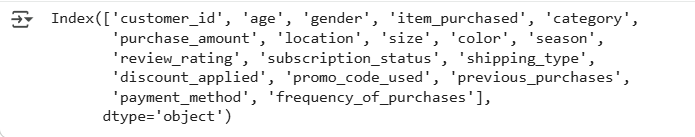 Index(['customer_id', 'age', 'gender', 'item_purchased', 'category',
'purchase_amount', 'location', 'size', 'color', 'season',
'review_rating', 'subscription_status', 'shipping_type',
'discount_applied', 'promo_code_used', 'previous_purchases',
'payment_method', 'frequency_of_purchases'],
dtype='object')